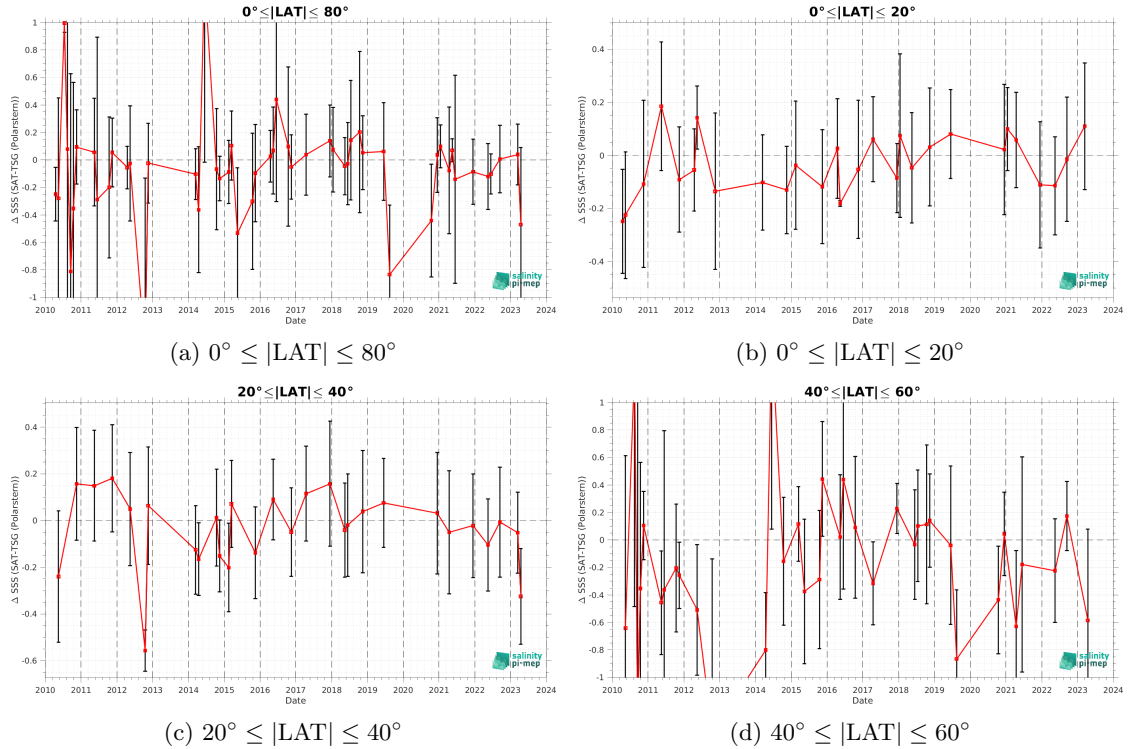 0°≤|LAT|≤ 80°
Δ SSS (SAT-TSG (Polarstern))
1
0.8
0.6
0.4
0.2
0
-0.2
-0.4
-0.6
-0.8
-1
2010 2011 2012 2013 2014 2015 2016 2017 2018 2019 2020 2021 2022 2023 2024
Date
salinity
pi-mep
(a) 0° ≤ |LAT| ≤ 80°
0°≤|LAT|≤ 20°
Δ SSS (SAT-TSG (Polarstern))
0.4
0.2
0
-0.2
-0.4
2010 2011 2012 2013 2014 2015 2016 2017 2018 2019 2020 2021 2022 2023 2024
Date
salinity
pi-mep
(b) 0° ≤ |LAT| ≤ 20°
20°≤|LAT|≤ 40°
Δ SSS (SAT-TSG (Polarstern))
0.4
0.2
0
-0.2
-0.4
-0.6
2010 2011 2012 2013 2014 2015 2016 2017 2018 2019 2020 2021 2022 2023 2024
Date
salinity
pi-mep
(c) 20° ≤ |LAT| ≤ 40°
40°≤|LAT|≤ 60°
Δ SSS (SAT-TSG (Polarstern))
1
0.8
0.6
0.4
0.2
0
-0.2
-0.4
-0.6
-0.8
-1
2010 2011 2012 2013 2014 2015 2016 2017 2018 2019 2020 2021 2022 2023 2024
Date
salinity
pi-mep
(d) 40° ≤ |LAT| ≤ 60°